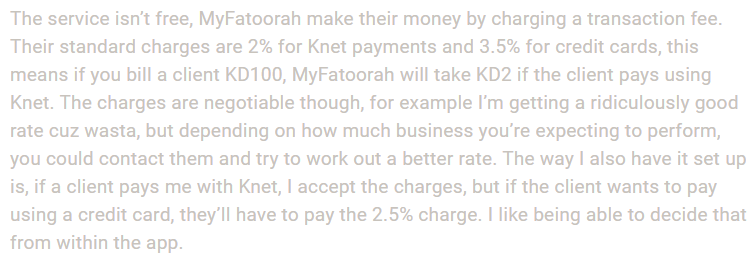 The service isn’t free, MyFatoorah make their money by charging a transaction fee.
Their standard charges are 2% for Knet payments and 3.5% for credit cards, this
means if you bill a client KD100, MyFatoorah will take KD2 if the client pays using
Knet. The charges are negotiable though, for example I’m getting a ridiculously good
rate cuz wasta, but depending on how much business you’re expecting to perform,
you could contact them and try to work out a better rate. The way I also have it set up
is, if a client pays me with Knet, I accept the charges, but if the client wants to pay
using a credit card, they’ll have to pay the 2.5% charge. I like being able to decide that
from within the app.